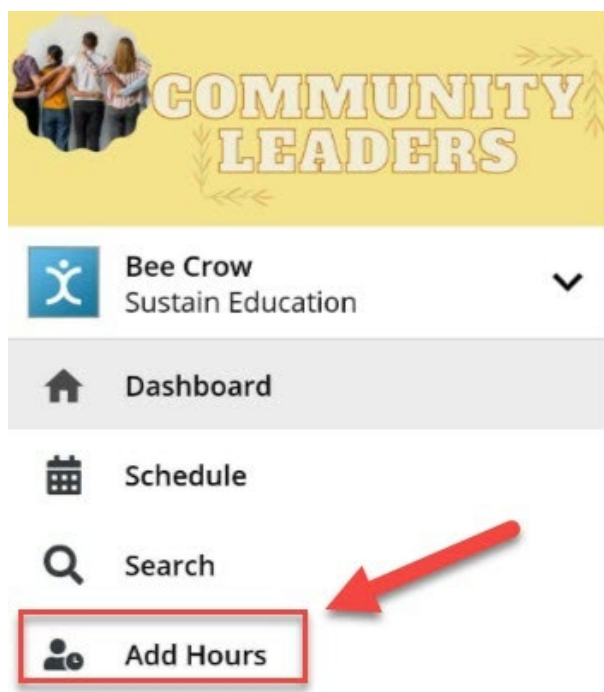 COMMUNITY
LEADERS
Bee Crow
Sustain Education
Dashboard
Schedule
Search
Add Hours